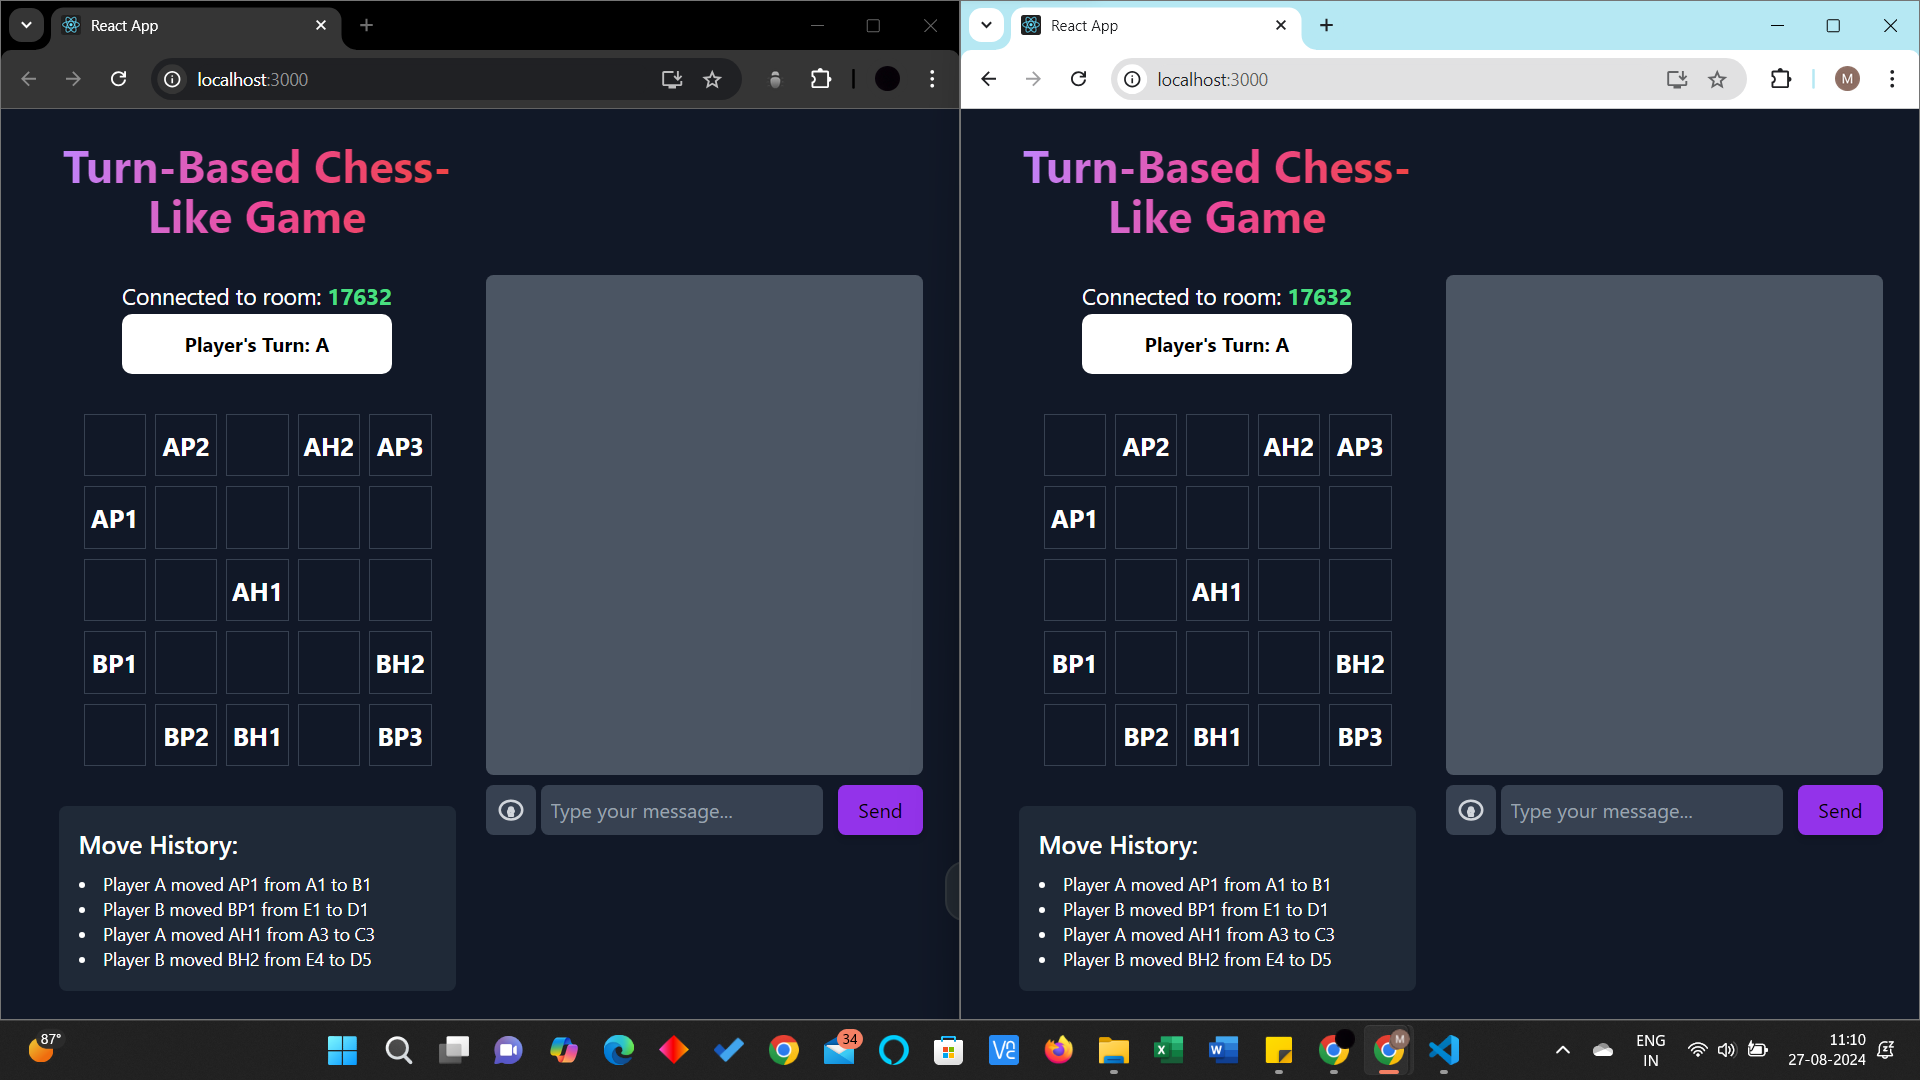 React App
localhost:3000
Turn-Based Chess-
Like Game
Connected to room: 17632
Player's Turn: A
AP2 AH2 AP3
AP1
AH1
BP1 BH2
BP2 BH1 BP3
Type your message...
Send
Move History:
• Player A moved AP1 from A1 to B1
• Player B moved BP1 from E1 to D1
• Player A moved AH1 from A3 to C3
• Player B moved BH2 from E4 to D5
React App
localhost:3000
M
Turn-Based Chess-
Like Game
Connected to room: 17632
Player's Turn: A
AP2 AH2 AP3
AP1
AH1
BP1 BH2
BP2 BH1 BP3
Type your message...
Send
Move History:
• Player A moved AP1 from A1 to B1
• Player B moved BP1 from E1 to D1
• Player A moved AH1 from A3 to C3
• Player B moved BH2 from E4 to D5
87°
34
M
ENG
IN
11:10
27-08-2024